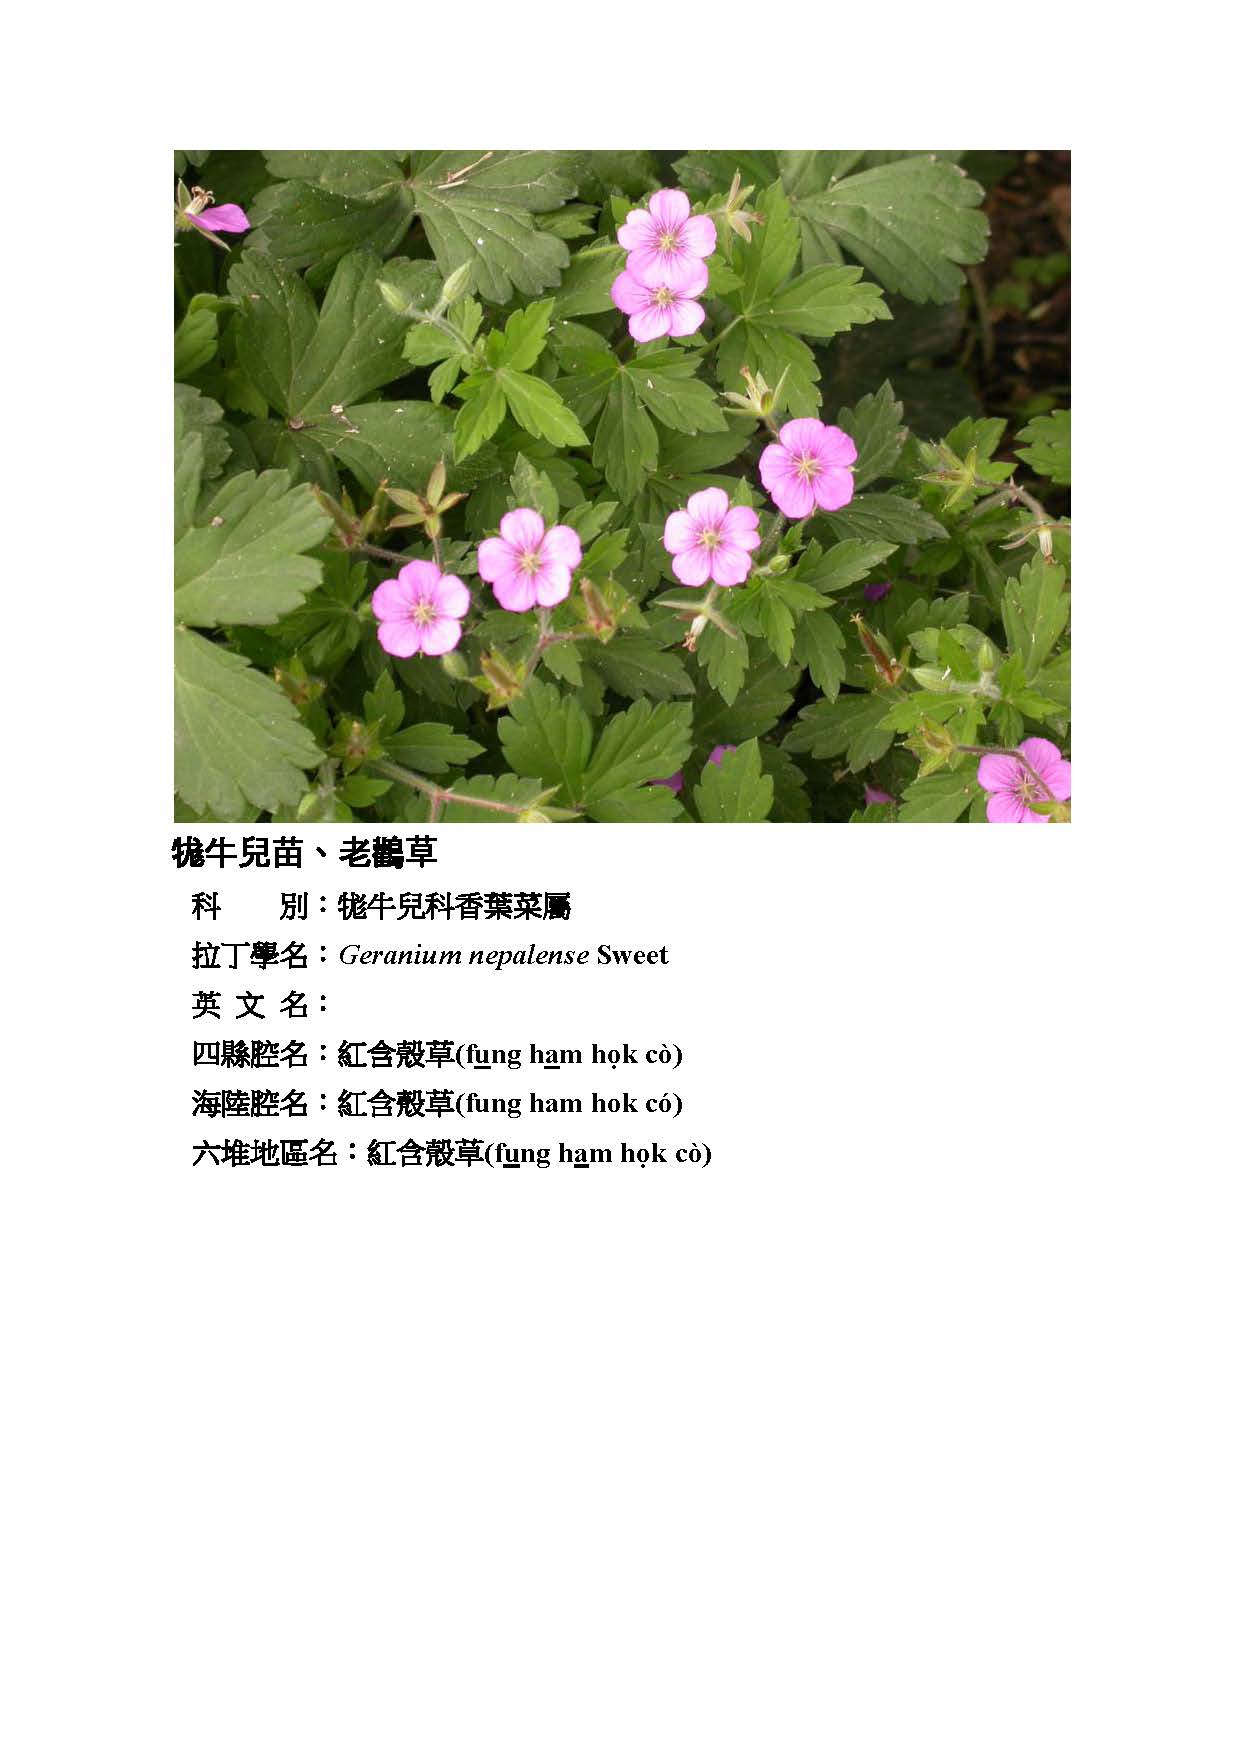 牻牛兒苗、老鸛草
科　　別：牻牛兒科香葉菜屬
拉丁學名：Geranium nepalense Sweet
英 文 名：
四縣腔名：紅含殼草(fu̲ng ha̲m họk cò)
海陸腔名：紅含殼草(fung ham hok có)
六堆地區名：紅含殼草(fu̲ng ha̲m họk cò)